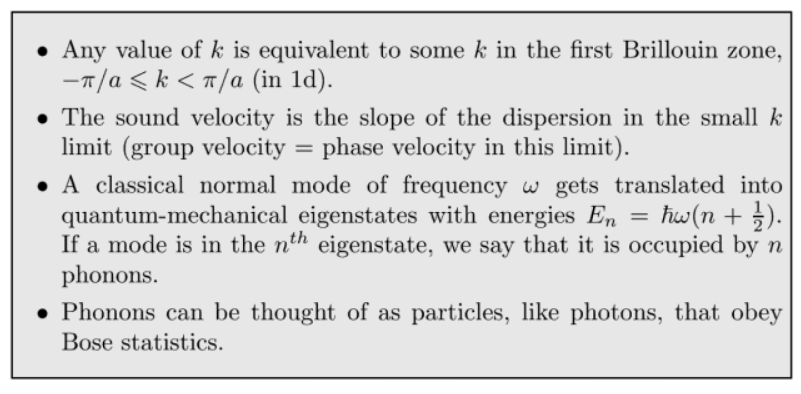 • Any value of k is equivalent to some k in the first Brillouin zone,
−π/a ⩽ k < π/a (in 1d).
• The sound velocity is the slope of the dispersion in the small k
limit (group velocity = phase velocity in this limit).
• A classical normal mode of frequency ω gets translated into
quantum-mechanical eigenstates with energies Eₙ = ℏω(n + ½).
If a mode is in the nᵗʰ eigenstate, we say that it is occupied by n
phonons.
• Phonons can be thought of as particles, like photons, that obey
Bose statistics.